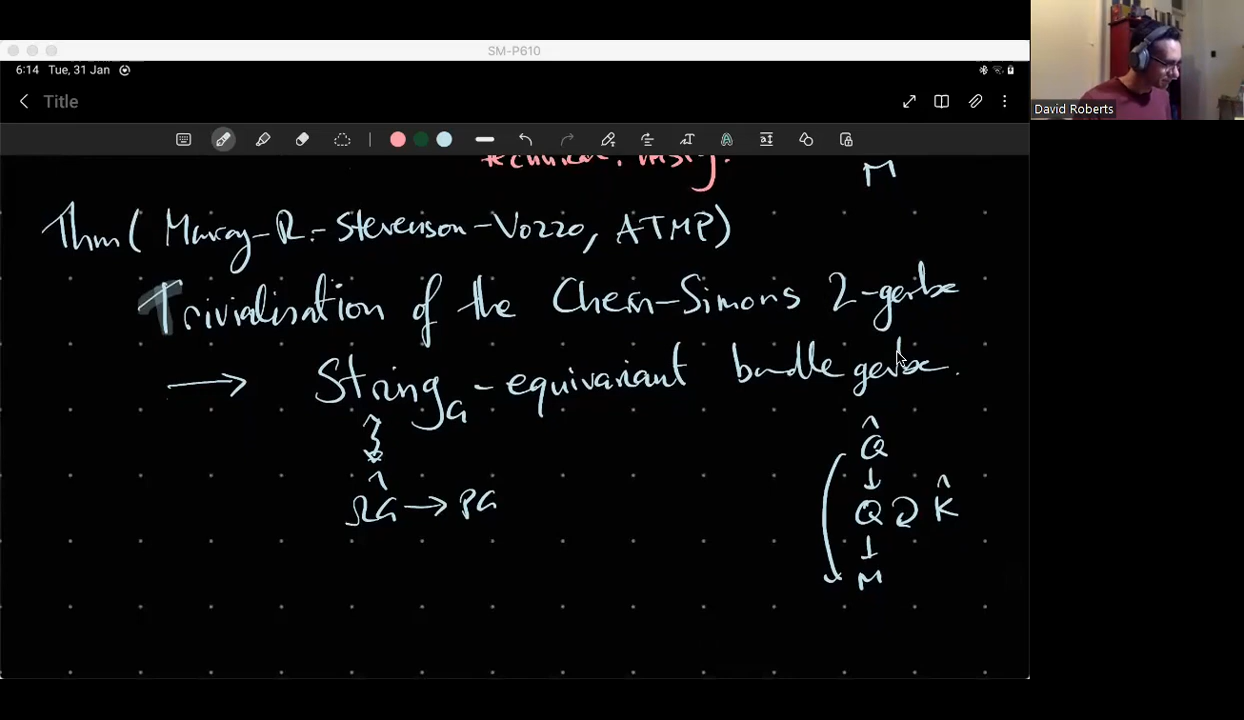 SM-P610
6:14 Tue, 31 Jan
Title
David Roberts
technical
M
Thm (Murray-R.-Stevenson-Vozzo, ATMP)
Trivialisation of the Chern-Simons 2-gerbe
→ String_G - equivariant bundle gerbe.
Q̂
↓
Ω̂G → PG
Q ↻ K̂
↓
M